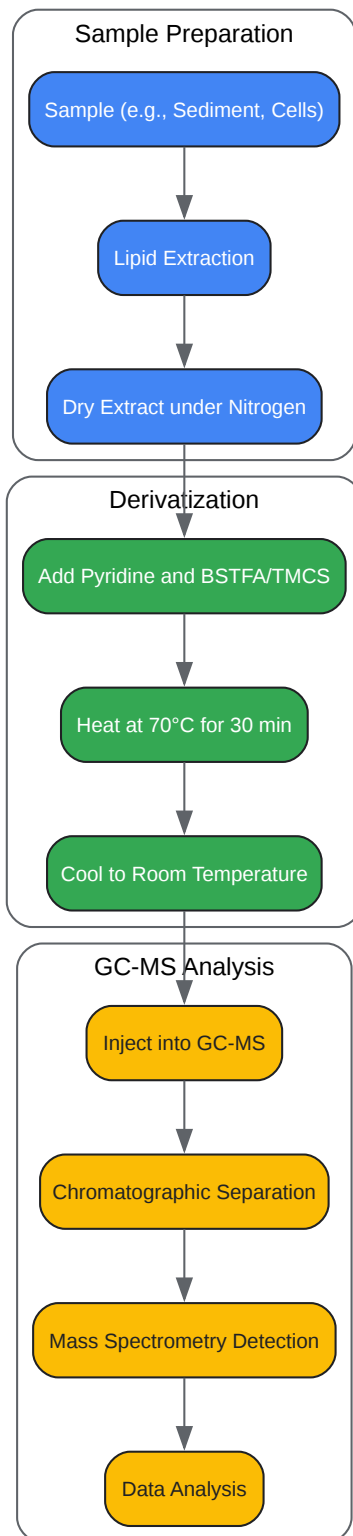 Sample Preparation
Sample (e.g., Sediment, Cells)
Lipid Extraction
Dry Extract under Nitrogen
Derivatization
Add Pyridine and BSTFA/TMCS
Heat at 70°C for 30 min
Cool to Room Temperature
GC-MS Analysis
Inject into GC-MS
Chromatographic Separation
Mass Spectrometry Detection
Data Analysis